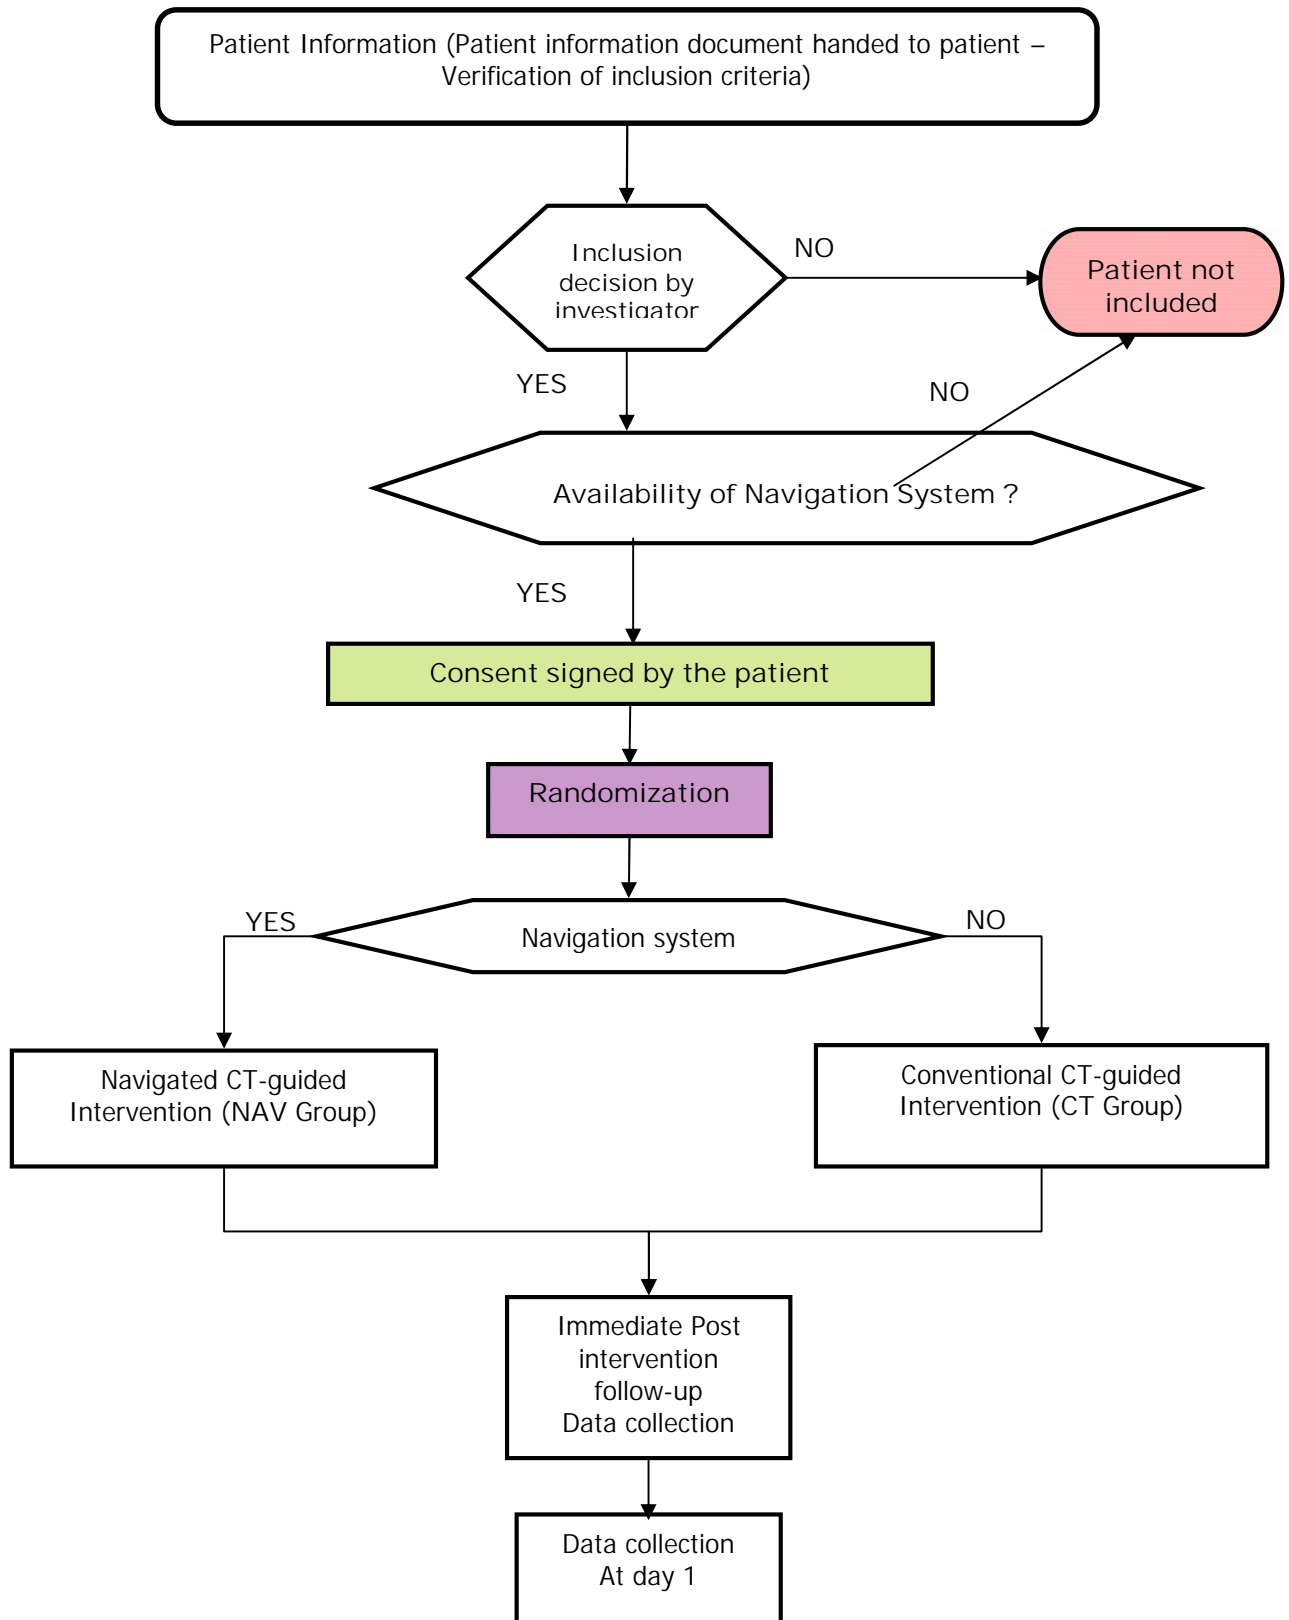 Patient Information (Patient information document handed to patient –
Verification of inclusion criteria)
Inclusion
decision by
investigator
NO
Patient not
included
YES
NO
Availability of Navigation System ?
YES
Consent signed by the patient
Randomization
YES
Navigation system
NO
Navigated CT-guided
Intervention (NAV Group)
Conventional CT-guided
Intervention (CT Group)
Immediate Post
intervention
follow-up
Data collection
Data collection
At day 1